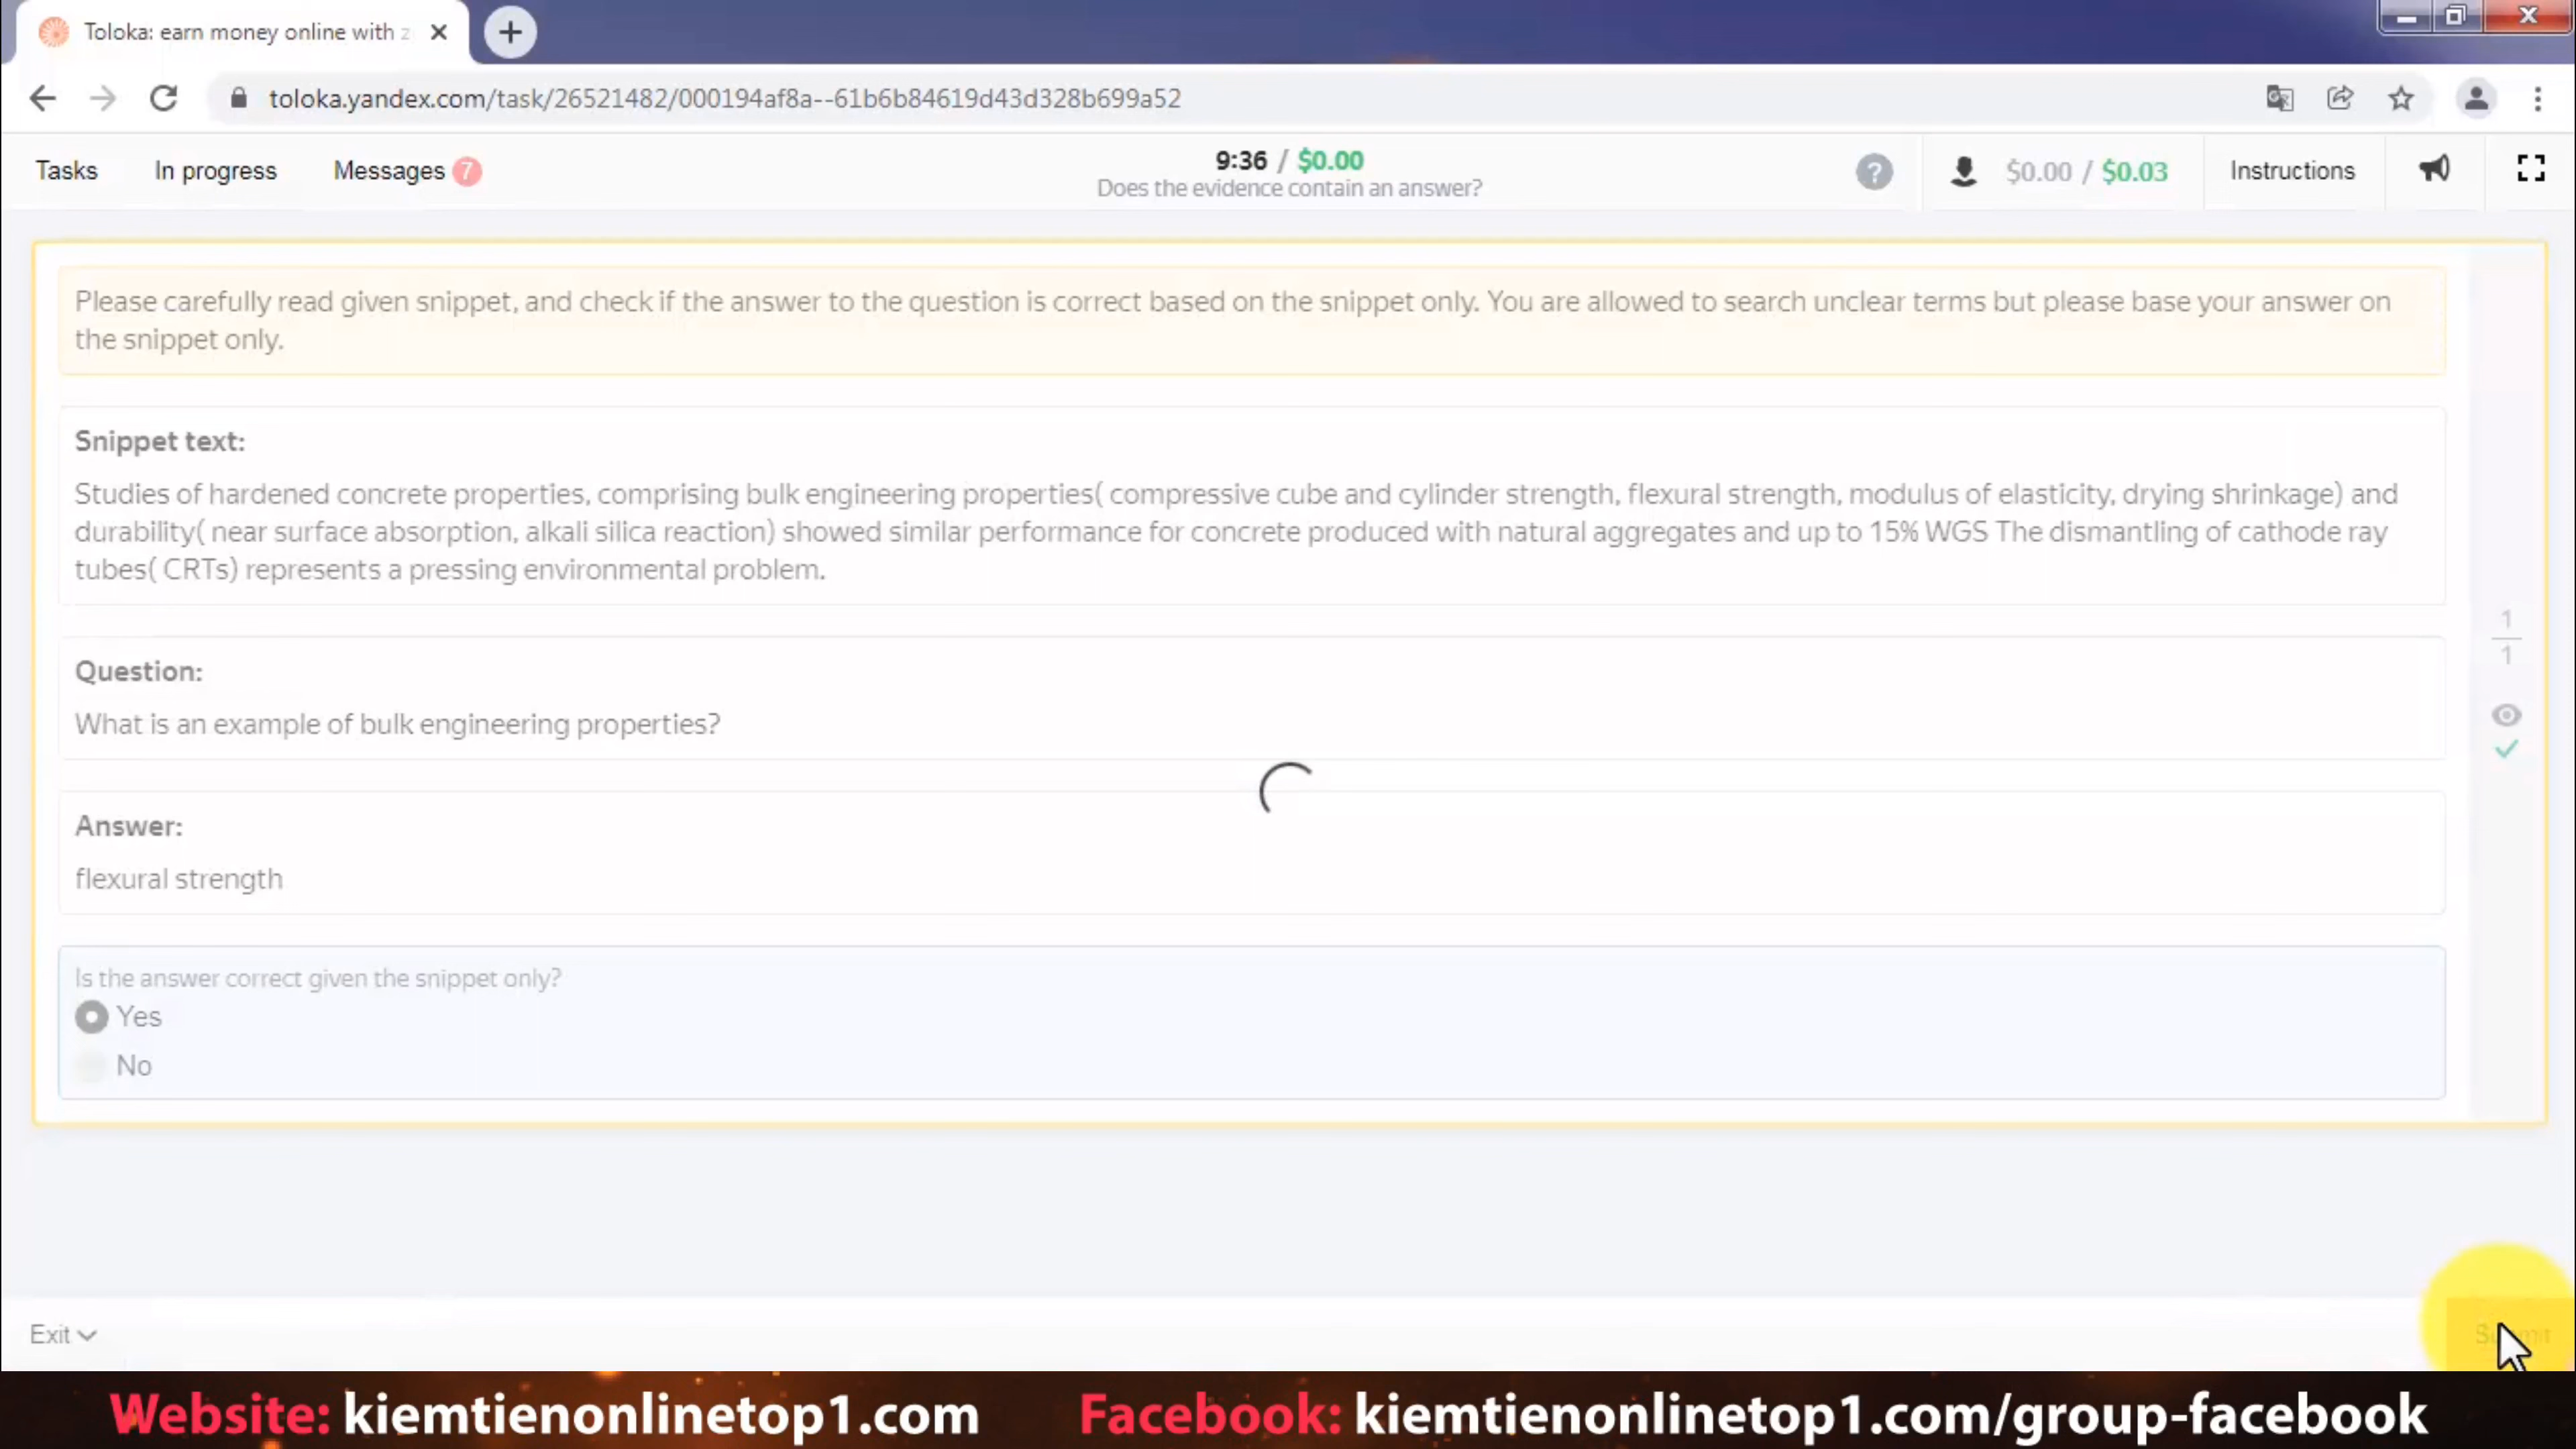 Toloka: earn money online with z
toloka.yandex.com/task/26521482/000194af8a--61b6b84619d43d328b699a52
Tasks In progress Messages 7 9:36 / $0.00 ? $0.00 / $0.03 Instructions
Does the evidence contain an answer?
Please carefully read given snippet, and check if the answer to the question is correct based on the snippet only. You are allowed to search unclear terms but please base your answer on
the snippet only.
Snippet text:
Studies of hardened concrete properties, comprising bulk engineering properties( compressive cube and cylinder strength, flexural strength, modulus of elasticity, drying shrinkage) and
durability( near surface absorption, alkali silica reaction) showed similar performance for concrete produced with natural aggregates and up to 15% WGS The dismantling of cathode ray
tubes( CRTs) represents a pressing environmental problem.
1
1
Question:
What is an example of bulk engineering properties?
Answer:
flexural strength
Is the answer correct given the snippet only?
Yes
No
Exit
Website: kiemtienonlinetop1.com Facebook: kiemtienonlinetop1.com/group-facebook